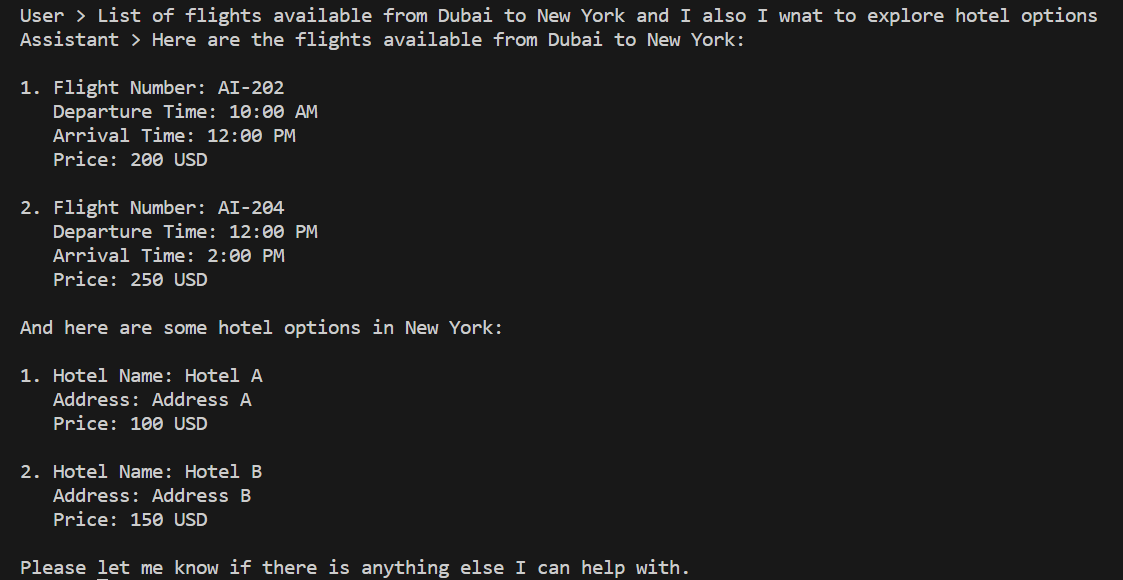 User > List of flights available from Dubai to New York and I also I wnat to explore hotel options
Assistant > Here are the flights available from Dubai to New York:
1. Flight Number: AI-202
Departure Time: 10:00 AM
Arrival Time: 12:00 PM
Price: 200 USD
2. Flight Number: AI-204
Departure Time: 12:00 PM
Arrival Time: 2:00 PM
Price: 250 USD
And here are some hotel options in New York:
1. Hotel Name: Hotel A
Address: Address A
Price: 100 USD
2. Hotel Name: Hotel B
Address: Address B
Price: 150 USD
Please let me know if there is anything else I can help with.